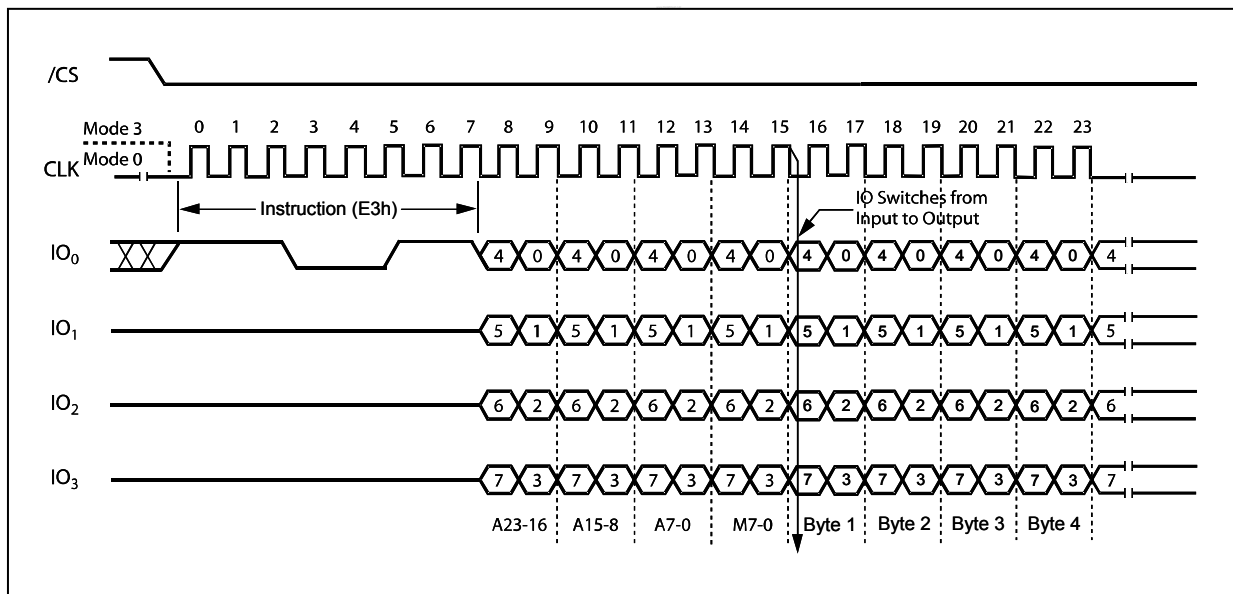 /CS
Mode 3
0 1 2 3 4 5 6 7 8 9 10 11 12 13 14 15 16 17 18 19 20 21 22 23
Mode 0
CLK
Instruction (E3h)
IO Switches from
Input to Output
IO0 4 0 4 0 4 0 4 0 4 0 4 0 4 0 4 0 4
IO1 5 1 5 1 5 1 5 1 5 1 5 1 5 1 5 1 5
IO2 6 2 6 2 6 2 6 2 6 2 6 2 6 2 6 2 6
IO3 7 3 7 3 7 3 7 3 7 3 7 3 7 3 7 3 7
A23-16 A15-8 A7-0 M7-0 Byte 1 Byte 2 Byte 3 Byte 4